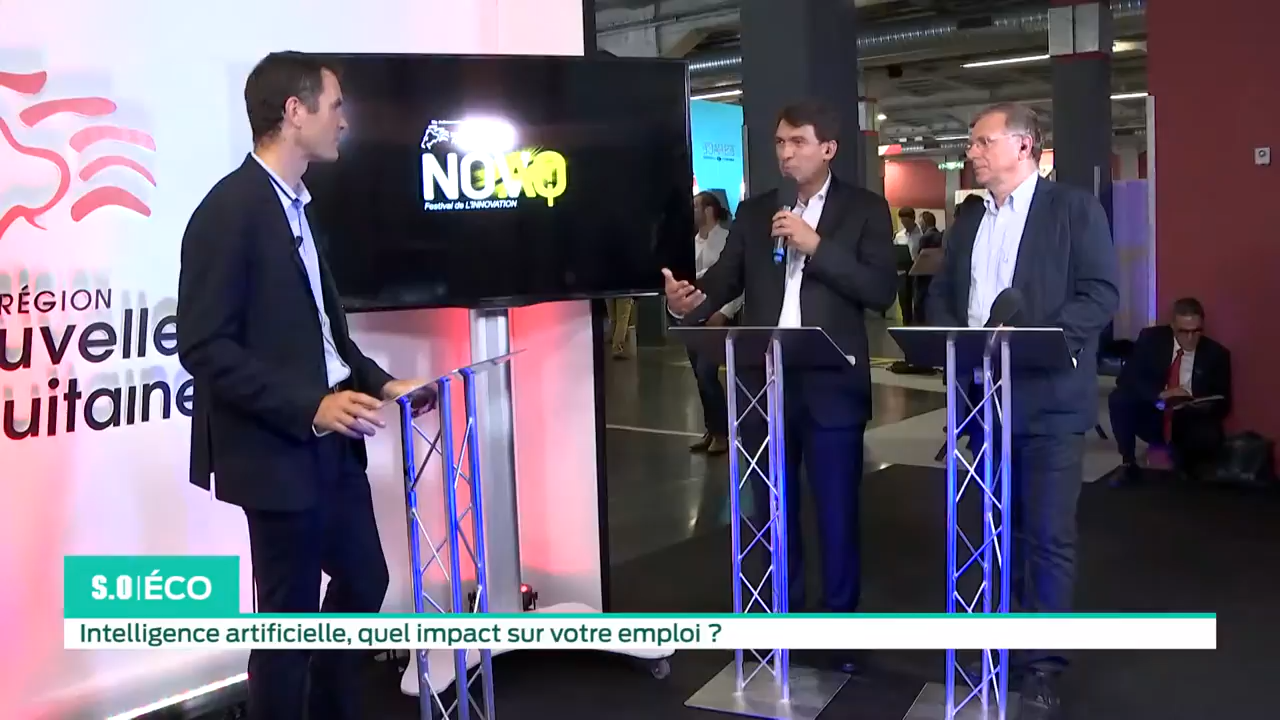 NOVAQ
Festival de L'INNOVATION
RÉGION
uvelle
uitaine
S.O|ÉCO
Intelligence artificielle, quel impact sur votre emploi ?